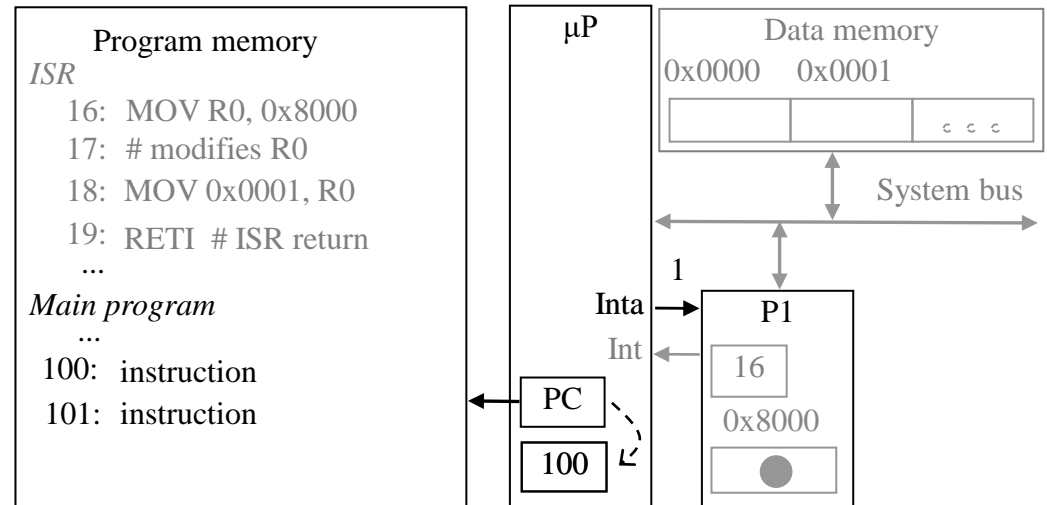 Program memory
ISR
16: MOV R0, 0x8000
17: # modifies R0
18: MOV 0x0001, R0
19: RETI # ISR return
...
Main program
...
100: instruction
101: instruction
μP
Inta
Int
PC
100
Data memory
0x0000 0x0001
c c c
System bus
1
P1
16
0x8000